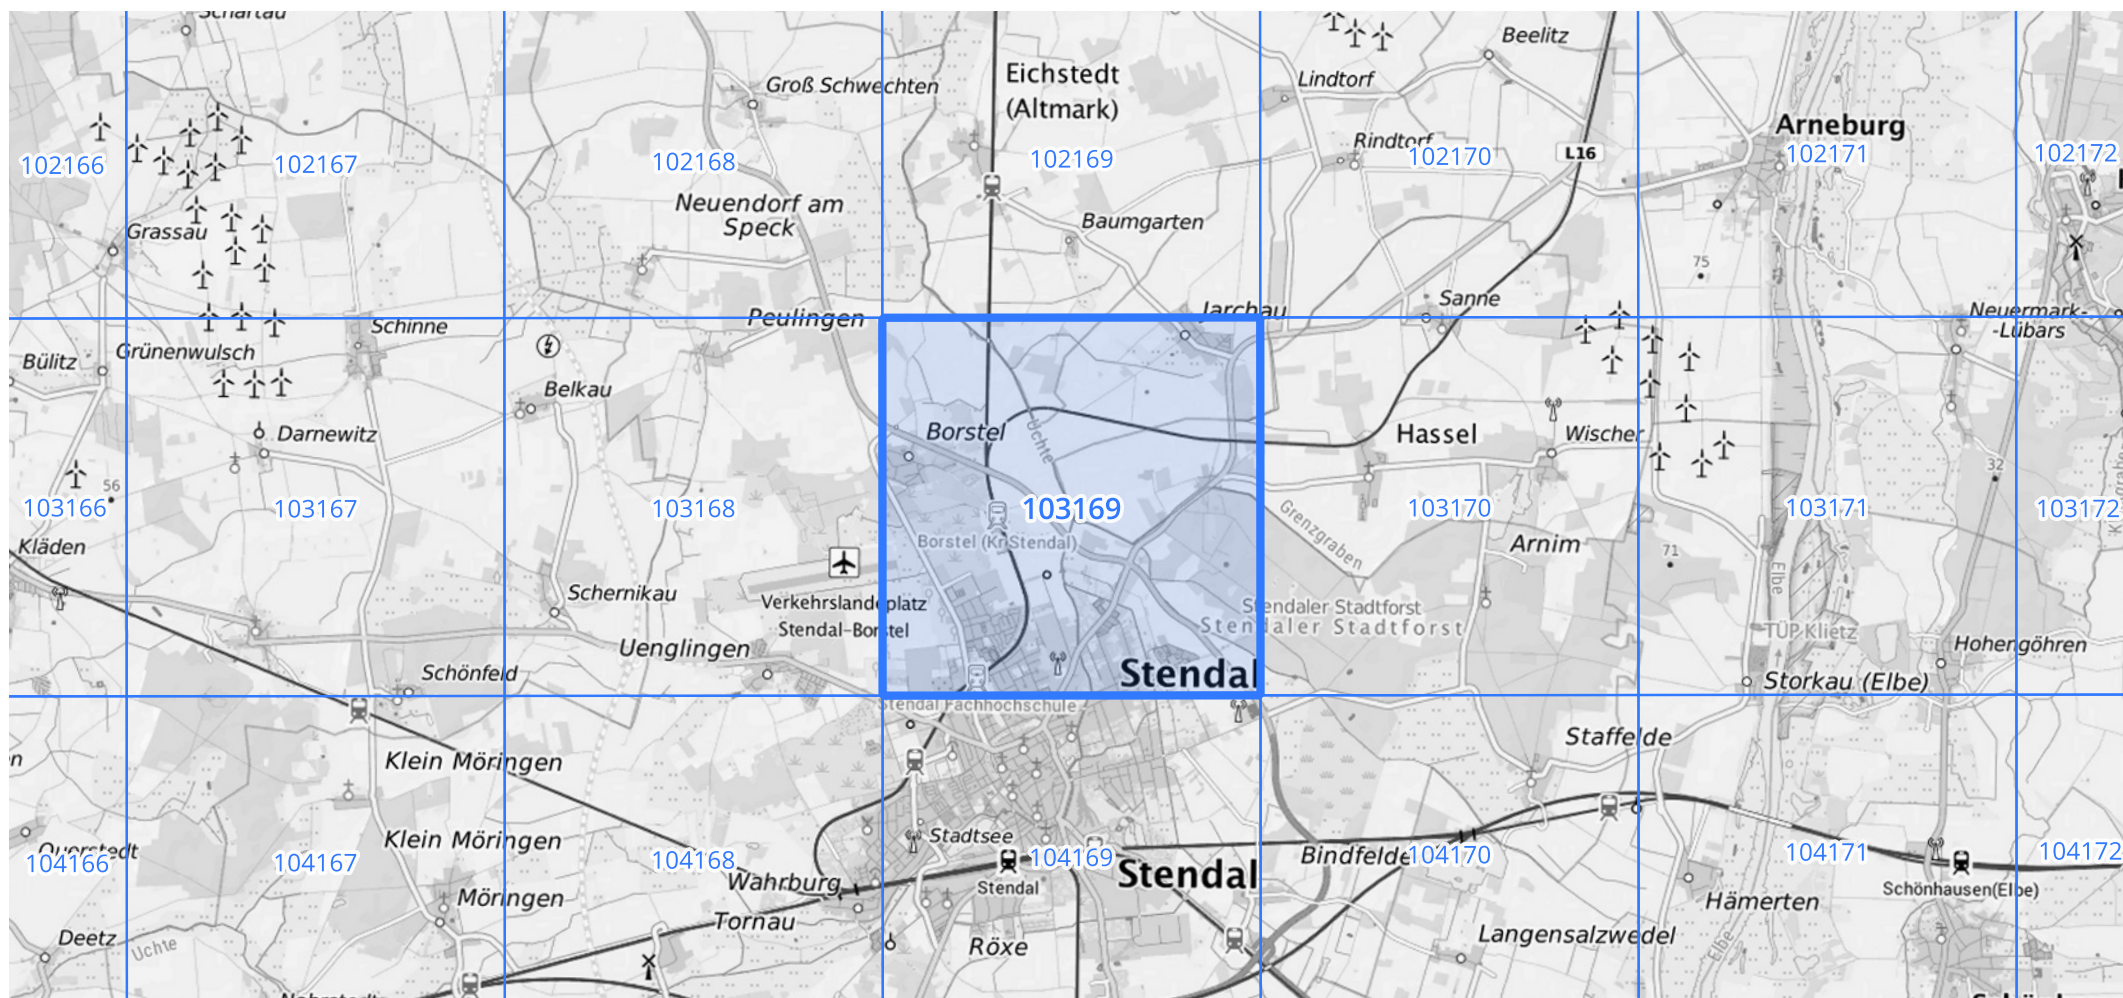 Schartau
Beelitz
Eichstedt
(Altmark)
Groß Schwechten
Lindtorf
Arneburg
Rindtorf
L16
102166
102167
102168
102169
102170
102171
102172
Neuendorf am
Speck
Baumgarten
Grassau
75
Sanne
Jarchau
Neuermark-
-Lübars
Peulingen
Schinne
Grünenwulsch
Bülitz
Belkau
Borstel
Uchte
Hassel
Wischer
Darnewitz
32
56
103166
103167
103168
103169
103170
103171
103172
Grenzgraben
Borstel (Kr Stendal)
Arnim
Kläden
71
Elbe
Schernikau
Verkehrslandeplatz
Stendal-Borstel
Stendaler Stadtforst
Stendaler Stadtforst
TÜP Klietz
Uenglingen
Hohengöhren
Schönfeld
Stendal
Storkau (Elbe)
Stendal Fachhochschule
Staffelde
Klein Möringen
Klein Möringen
Stadtsee
Querstedt
104166
104167
104168
104169
104170
104171
104172
Bindfelde
Wahrburg
Stendal
Stendal
Schönhausen(Elbe)
Möringen
Tornau
Hämerten
Deetz
Uchte
Röxe
Langensalzwedel
Elbe
Nahrstedt